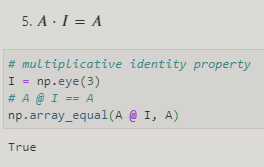 5. A · I = A
# multiplicative identity property
I = np.eye(3)
# A @ I == A
np.array_equal(A @ I, A)
True